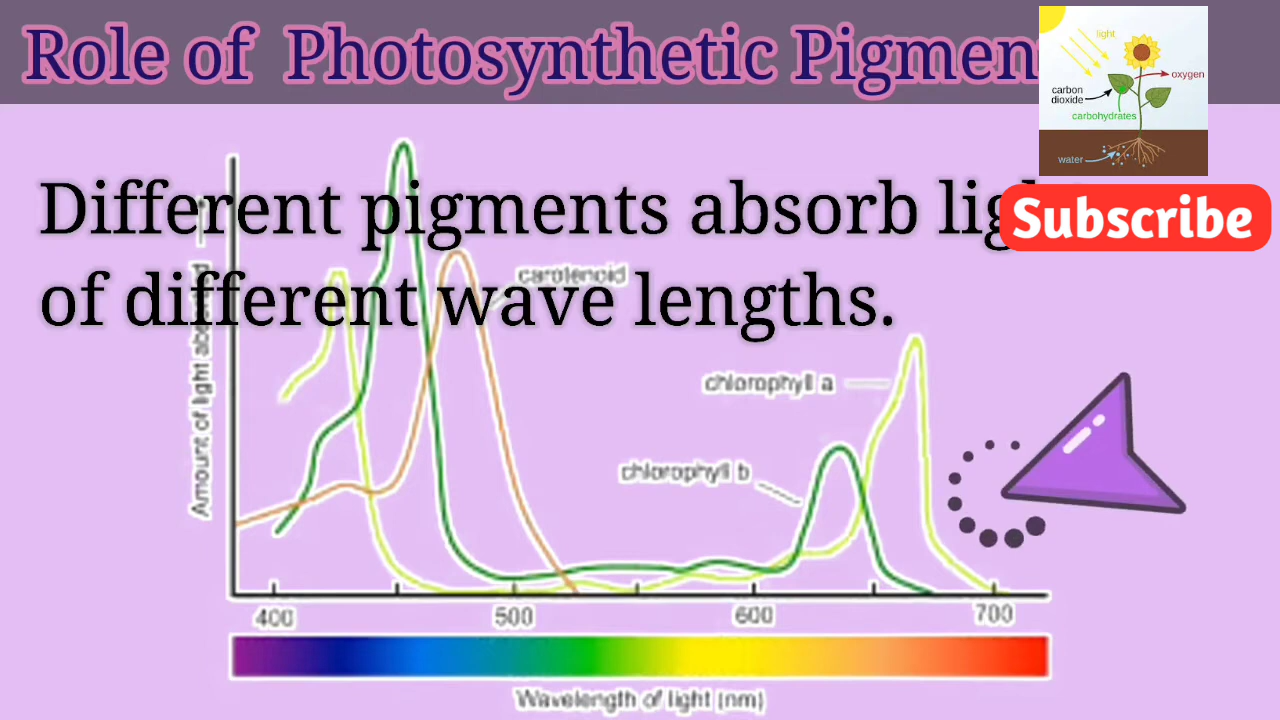 Role of Photosynthetic Pigmen
light
oxygen
carbon
dioxide
carbohydrates
water
Subscribe
Different pigments absorb lig
of different wave lengths.
carotenoid
chlorophyll a
chlorophyll b
Amount of light absorbed
400 500 600 700
Wavelength of light (nm)